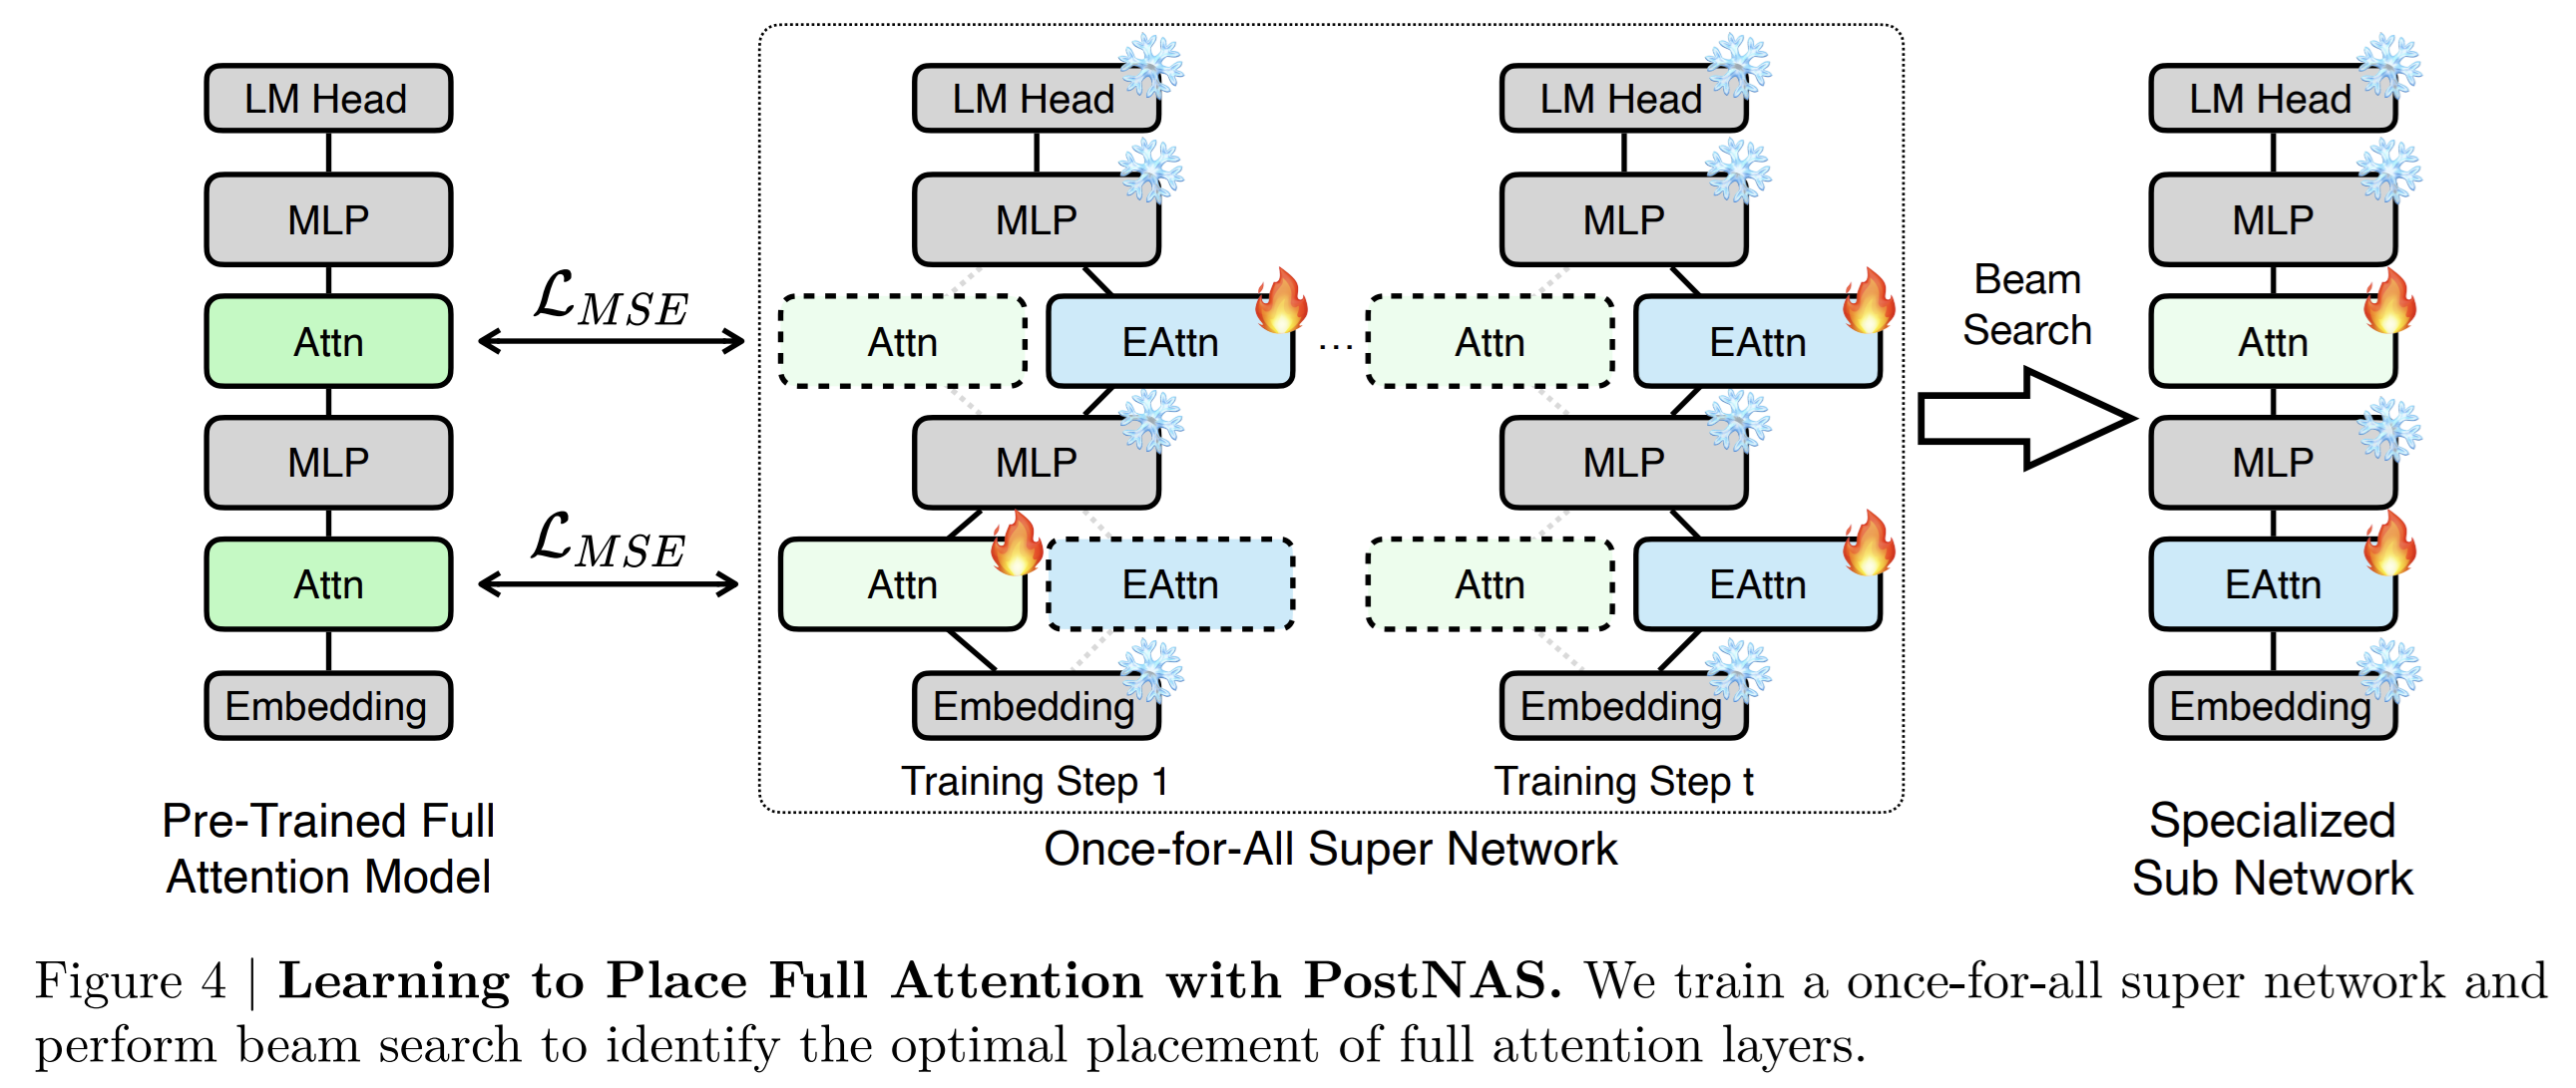 LM Head
MLP
Attn
MLP
Attn
Embedding
Pre-Trained Full
Attention Model
ℒ_MSE
ℒ_MSE
LM Head
MLP
Attn EAttn
MLP
Attn EAttn
Embedding
Training Step 1
...
LM Head
MLP
Attn EAttn
MLP
Attn EAttn
Embedding
Training Step t
Once-for-All Super Network
Beam
Search
LM Head
MLP
Attn
MLP
EAttn
Embedding
Specialized
Sub Network
Figure 4 | Learning to Place Full Attention with PostNAS. We train a once-for-all super network and
perform beam search to identify the optimal placement of full attention layers.